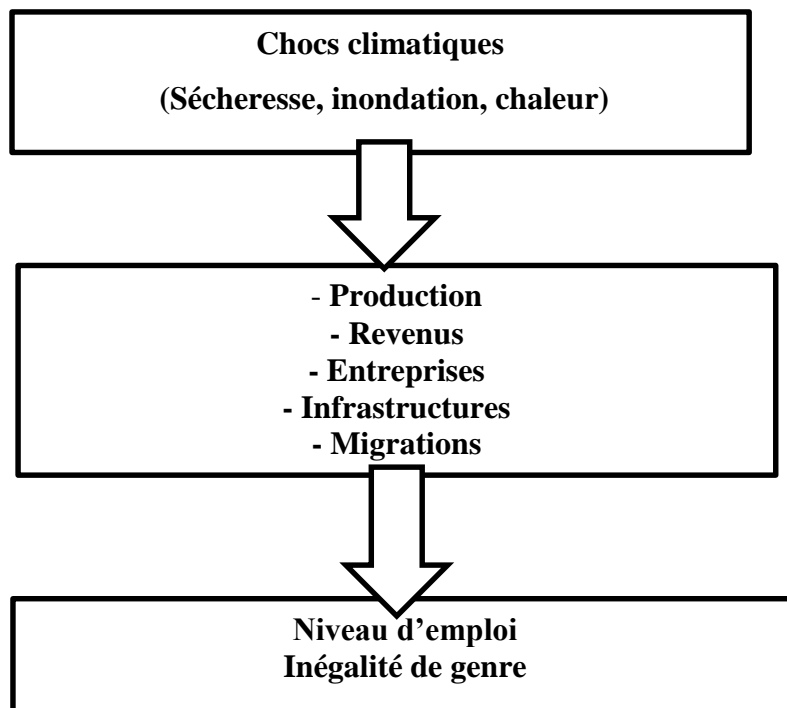 Chocs climatiques
(Sécheresse, inondation, chaleur)
- Production
- Revenus
- Entreprises
- Infrastructures
- Migrations
Niveau d’emploi
Inégalité de genre